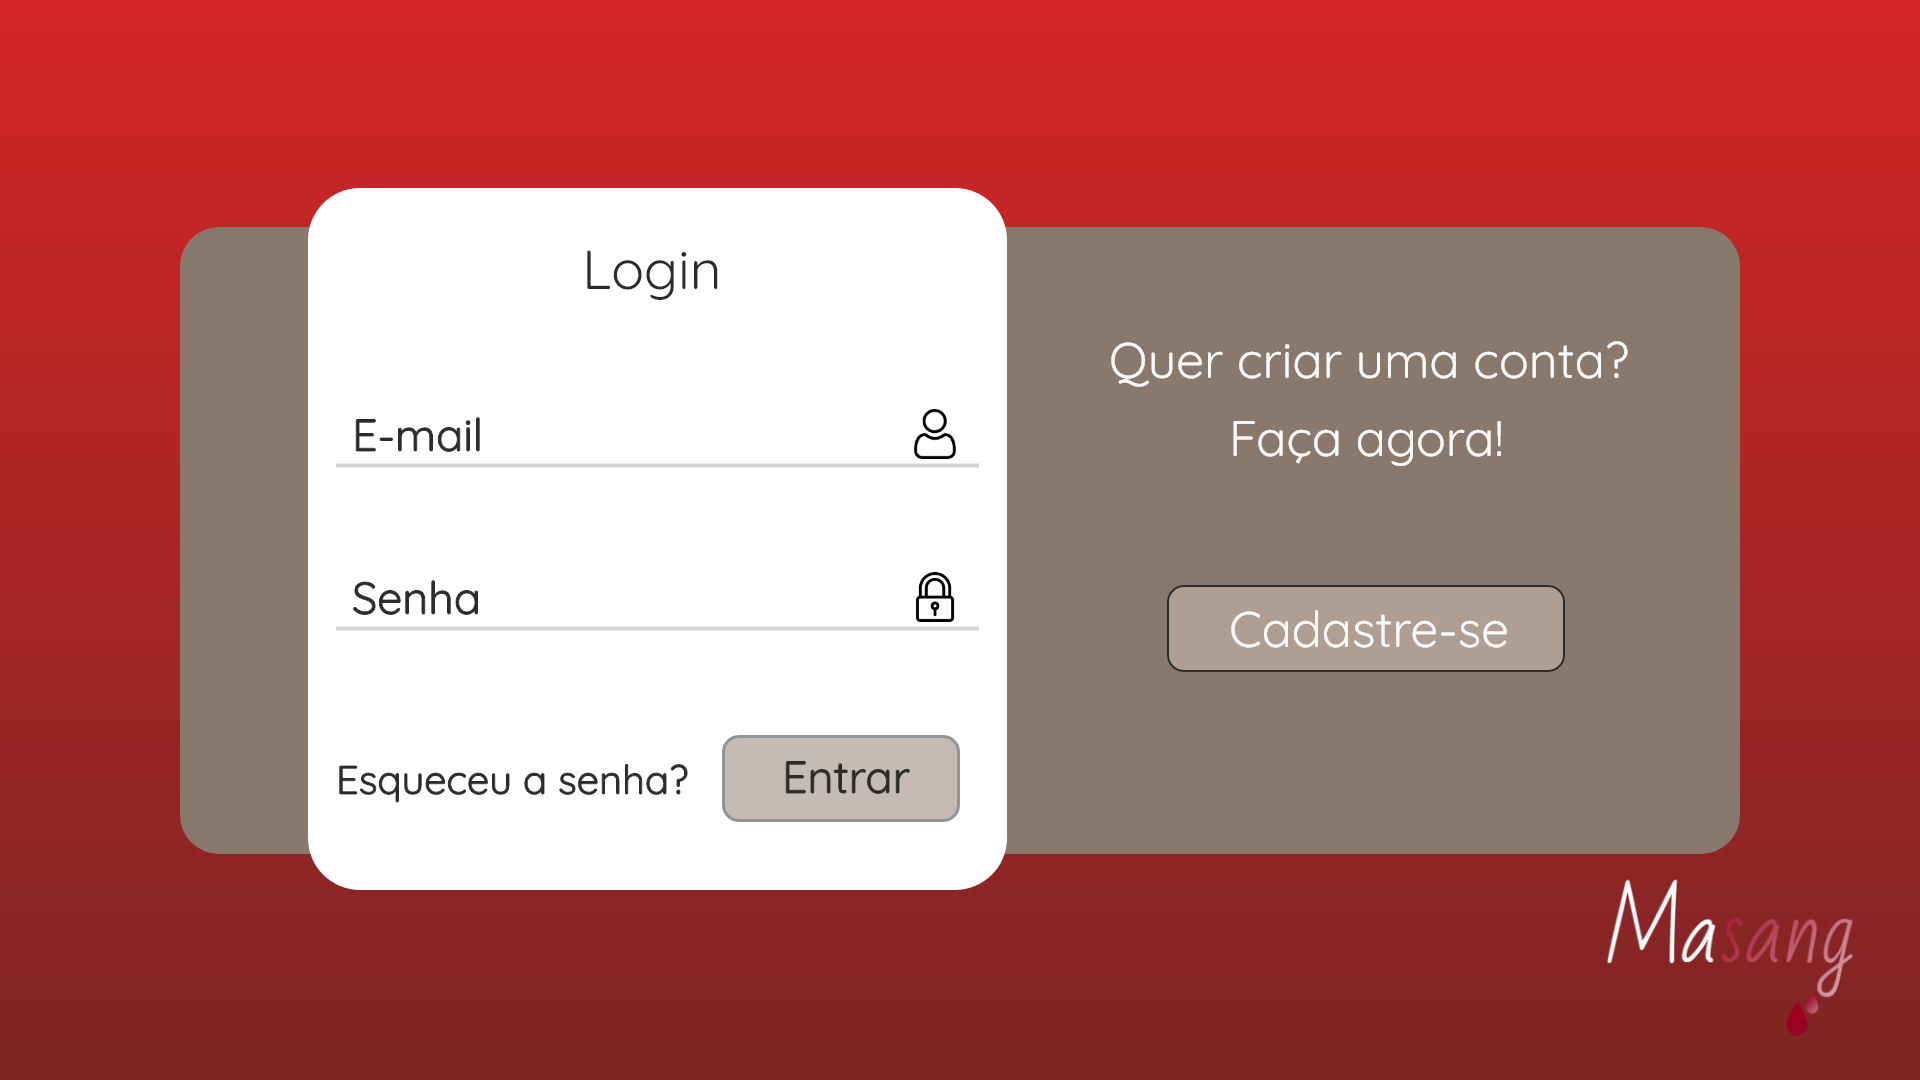 Login
E-mail
Senha
Esqueceu a senha?
Entrar
Quer criar uma conta?
Faça agora!
Cadastre-se
Masang